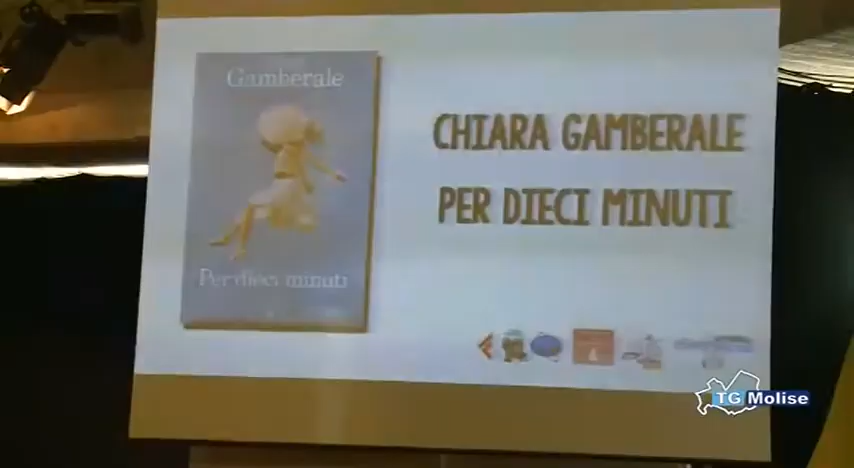 Gamberale
Per dieci minuti
CHIARA GAMBERALE
PER DIECI MINUTI
TG Molise